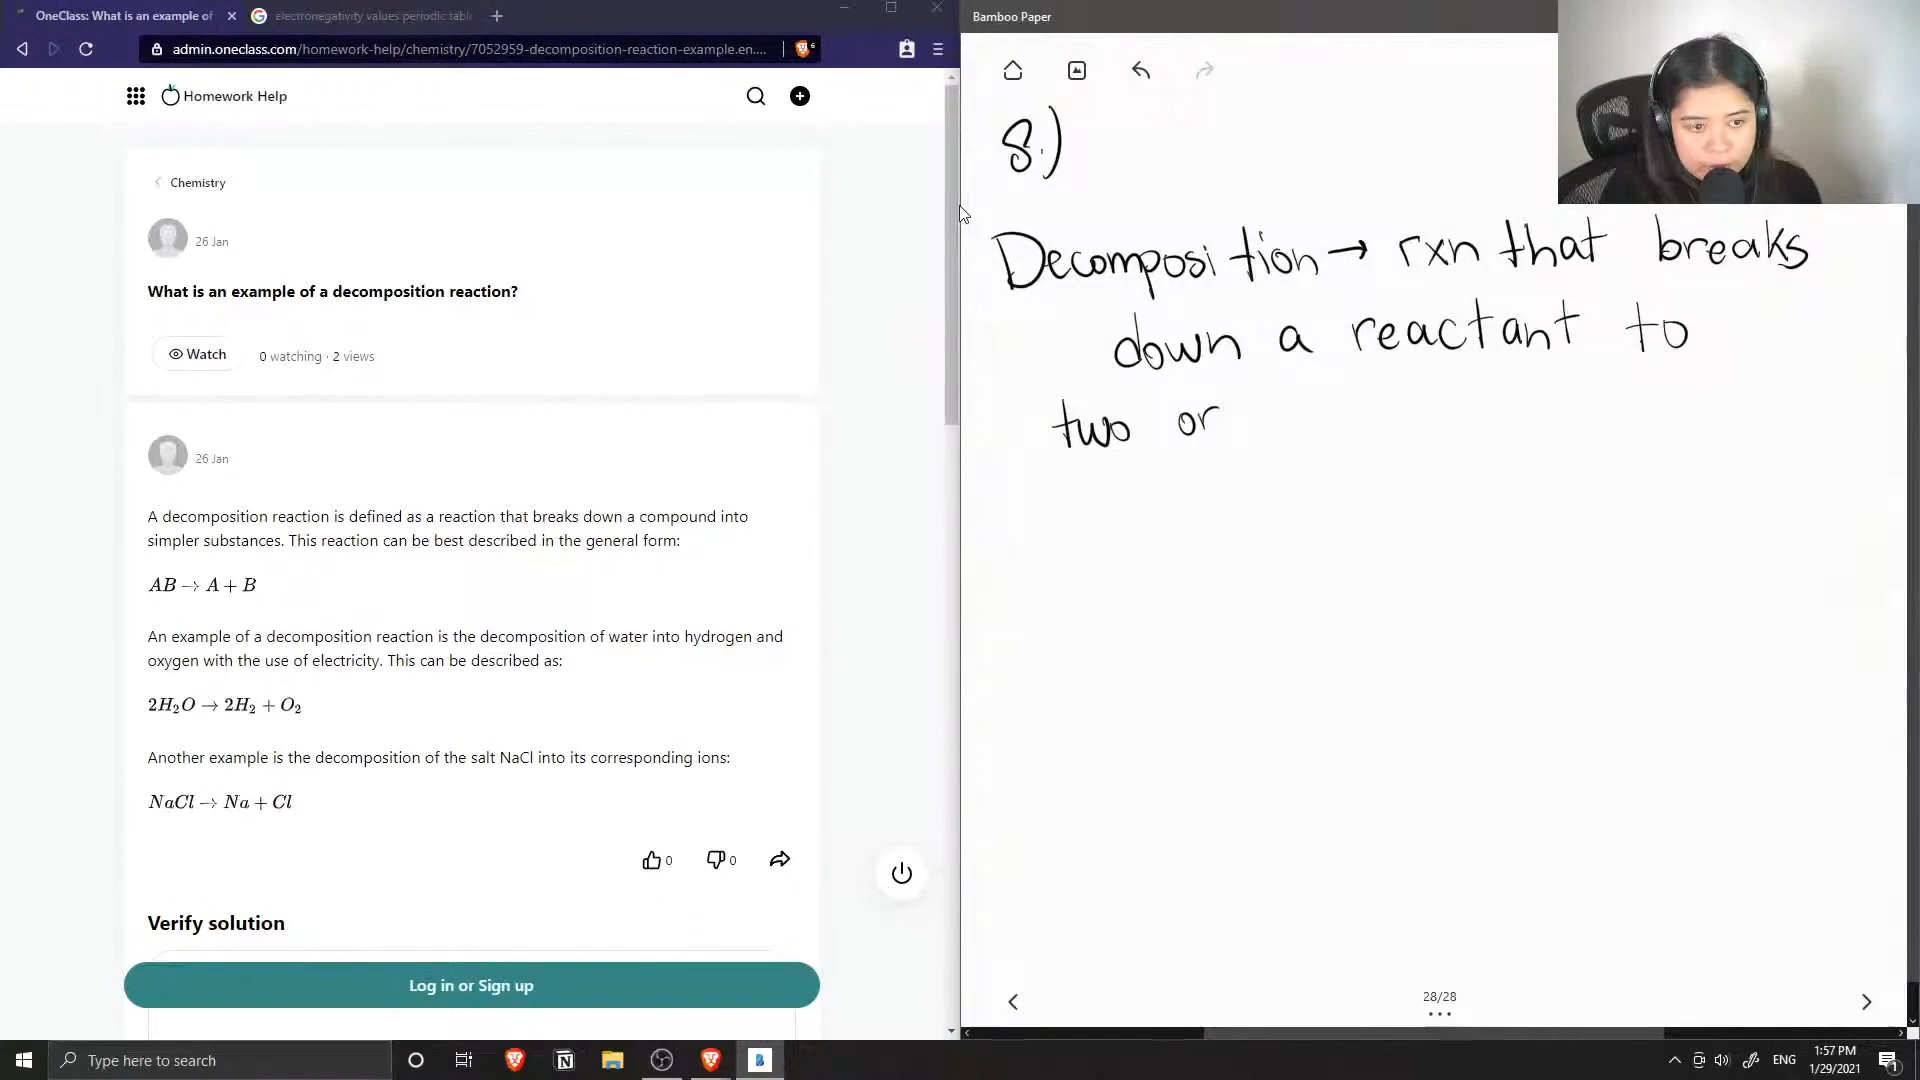 OneClass: What is an example of
electronegativity values periodic tabl
admin.oneclass.com/homework-help/chemistry/7052959-decomposition-reaction-example.en....
6
Homework Help
Chemistry
26 Jan
What is an example of a decomposition reaction?
Watch
0 watching · 2 views
26 Jan
A decomposition reaction is defined as a reaction that breaks down a compound into
simpler substances. This reaction can be best described in the general form:
AB → A + B
An example of a decomposition reaction is the decomposition of water into hydrogen and
oxygen with the use of electricity. This can be described as:
2H₂O → 2H₂ + O₂
Another example is the decomposition of the salt NaCl into its corresponding ions:
NaCl → Na + Cl
0 0
Verify solution
Log in or Sign up
Bamboo Paper
8.)
Decomposition → rxn that breaks
down a reactant to
two or
28/28
Type here to search
ENG
1:57 PM
1/29/2021
1